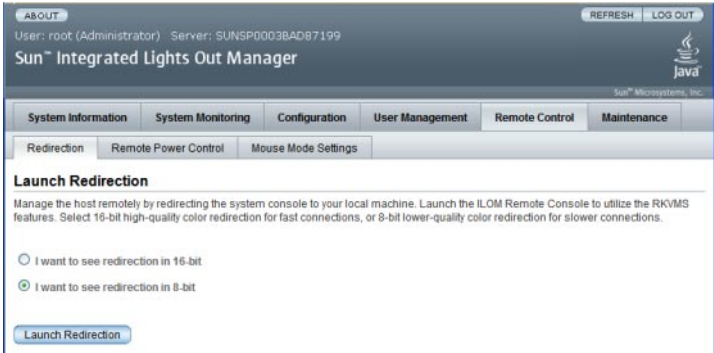 ABOUT
REFRESH LOG OUT
User: root (Administrator) Server: SUNSP0003BAD87199
Sun™ Integrated Lights Out Manager
Java
Sun™ Microsystems, Inc.
System Information System Monitoring Configuration User Management Remote Control Maintenance
Redirection Remote Power Control Mouse Mode Settings
Launch Redirection
Manage the host remotely by redirecting the system console to your local machine. Launch the ILOM Remote Console to utilize the RKVMS
features. Select 16-bit high-quality color redirection for fast connections, or 8-bit lower-quality color redirection for slower connections.
I want to see redirection in 16-bit
I want to see redirection in 8-bit
Launch Redirection